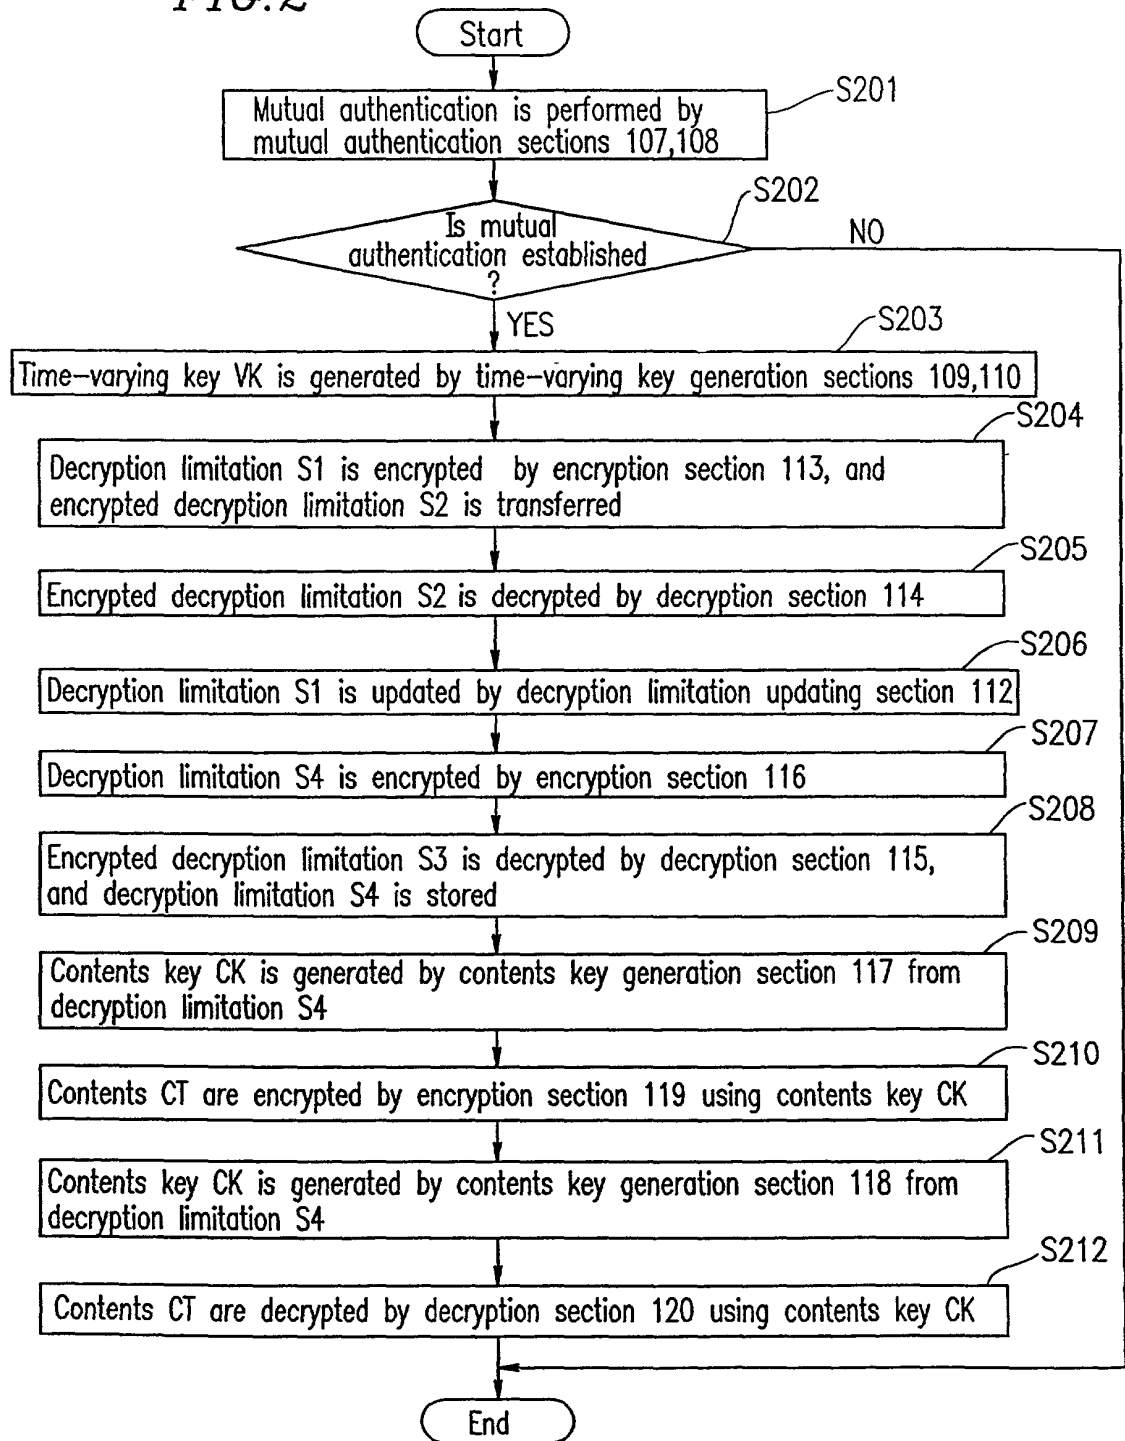 FIG. 2
Start
S201
Mutual authentication is performed by
mutual authentication sections 107,108
S202
Is mutual
authentication established
?
NO
YES
S203
Time-varying key VK is generated by time-varying key generation sections 109,110
S204
Decryption limitation S1 is encrypted by encryption section 113, and
encrypted decryption limitation S2 is transferred
S205
Encrypted decryption limitation S2 is decrypted by decryption section 114
S206
Decryption limitation S1 is updated by decryption limitation updating section 112
S207
Decryption limitation S4 is encrypted by encryption section 116
S208
Encrypted decryption limitation S3 is decrypted by decryption section 115,
and decryption limitation S4 is stored
S209
Contents key CK is generated by contents key generation section 117 from
decryption limitation S4
S210
Contents CT are encrypted by encryption section 119 using contents key CK
S211
Contents key CK is generated by contents key generation section 118 from
decryption limitation S4
S212
Contents CT are decrypted by decryption section 120 using contents key CK
End